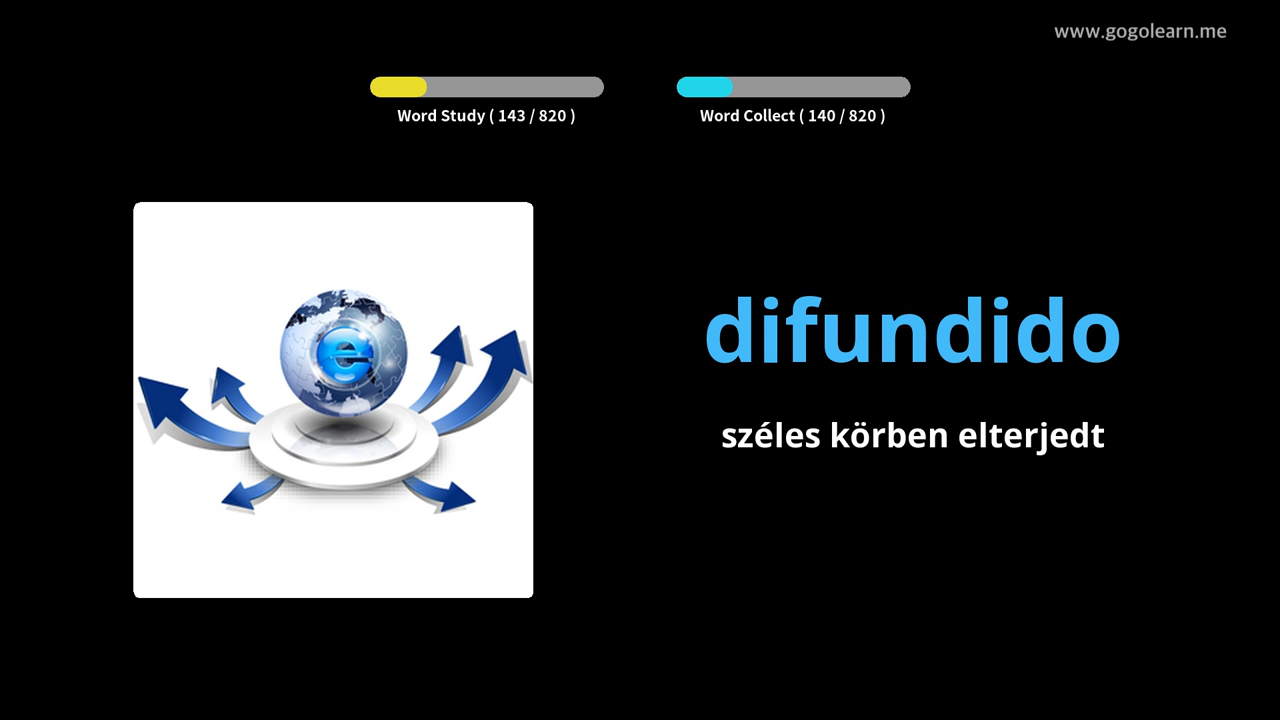 www.gogolearn.me
Word Study ( 143 / 820 )
Word Collect ( 140 / 820 )
e
difundido
széles körben elterjedt